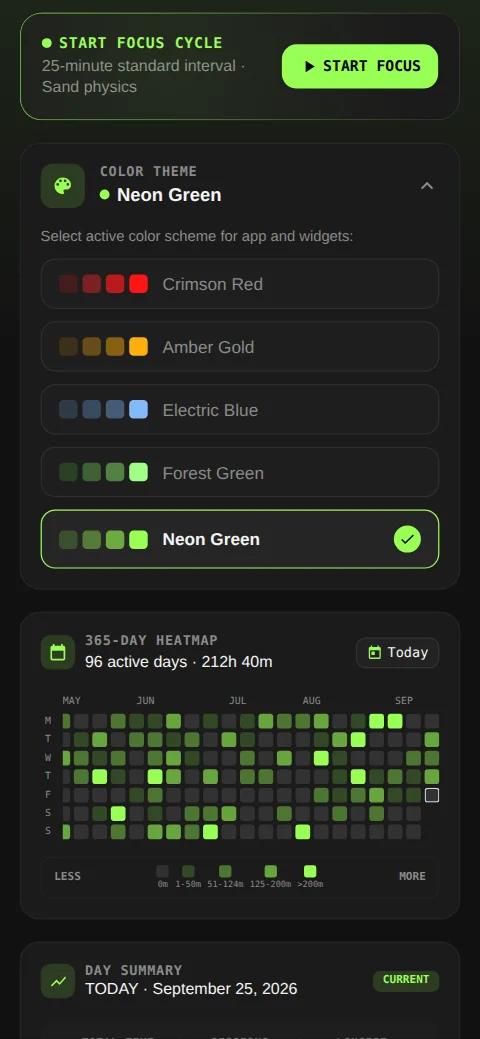 START FOCUS CYCLE
25-minute standard interval ·
Sand physics
START FOCUS
COLOR THEME
Neon Green
Select active color scheme for app and widgets:
Crimson Red
Amber Gold
Electric Blue
Forest Green
Neon Green
365-DAY HEATMAP
96 active days · 212h 40m
Today
MAY JUN JUL AUG SEP
M
T
W
T
F
S
S
LESS
0m 1-50m 51-124m 125-200m >200m
MORE
DAY SUMMARY
TODAY · September 25, 2026
CURRENT